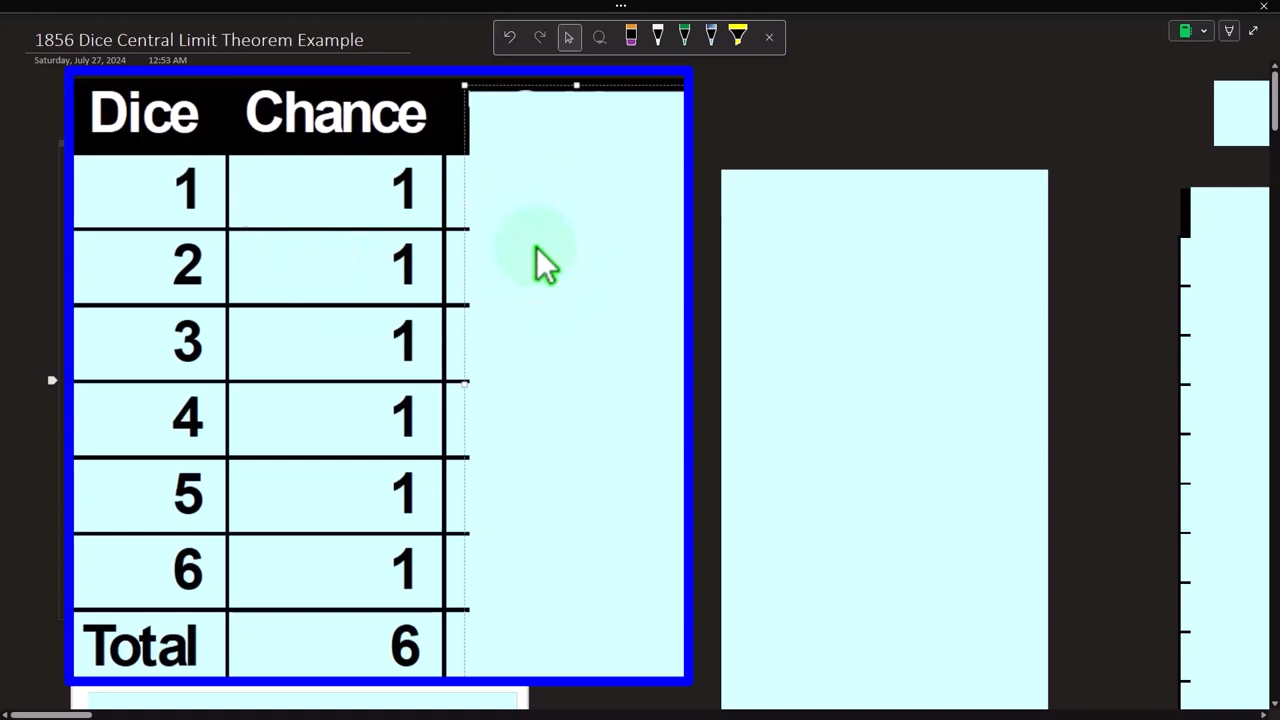 1856 Dice Central Limit Theorem Example
Saturday, July 27, 2024 12:53 AM
Dice Chance
1 1
2 1
3 1
4 1
5 1
6 1
Total 6